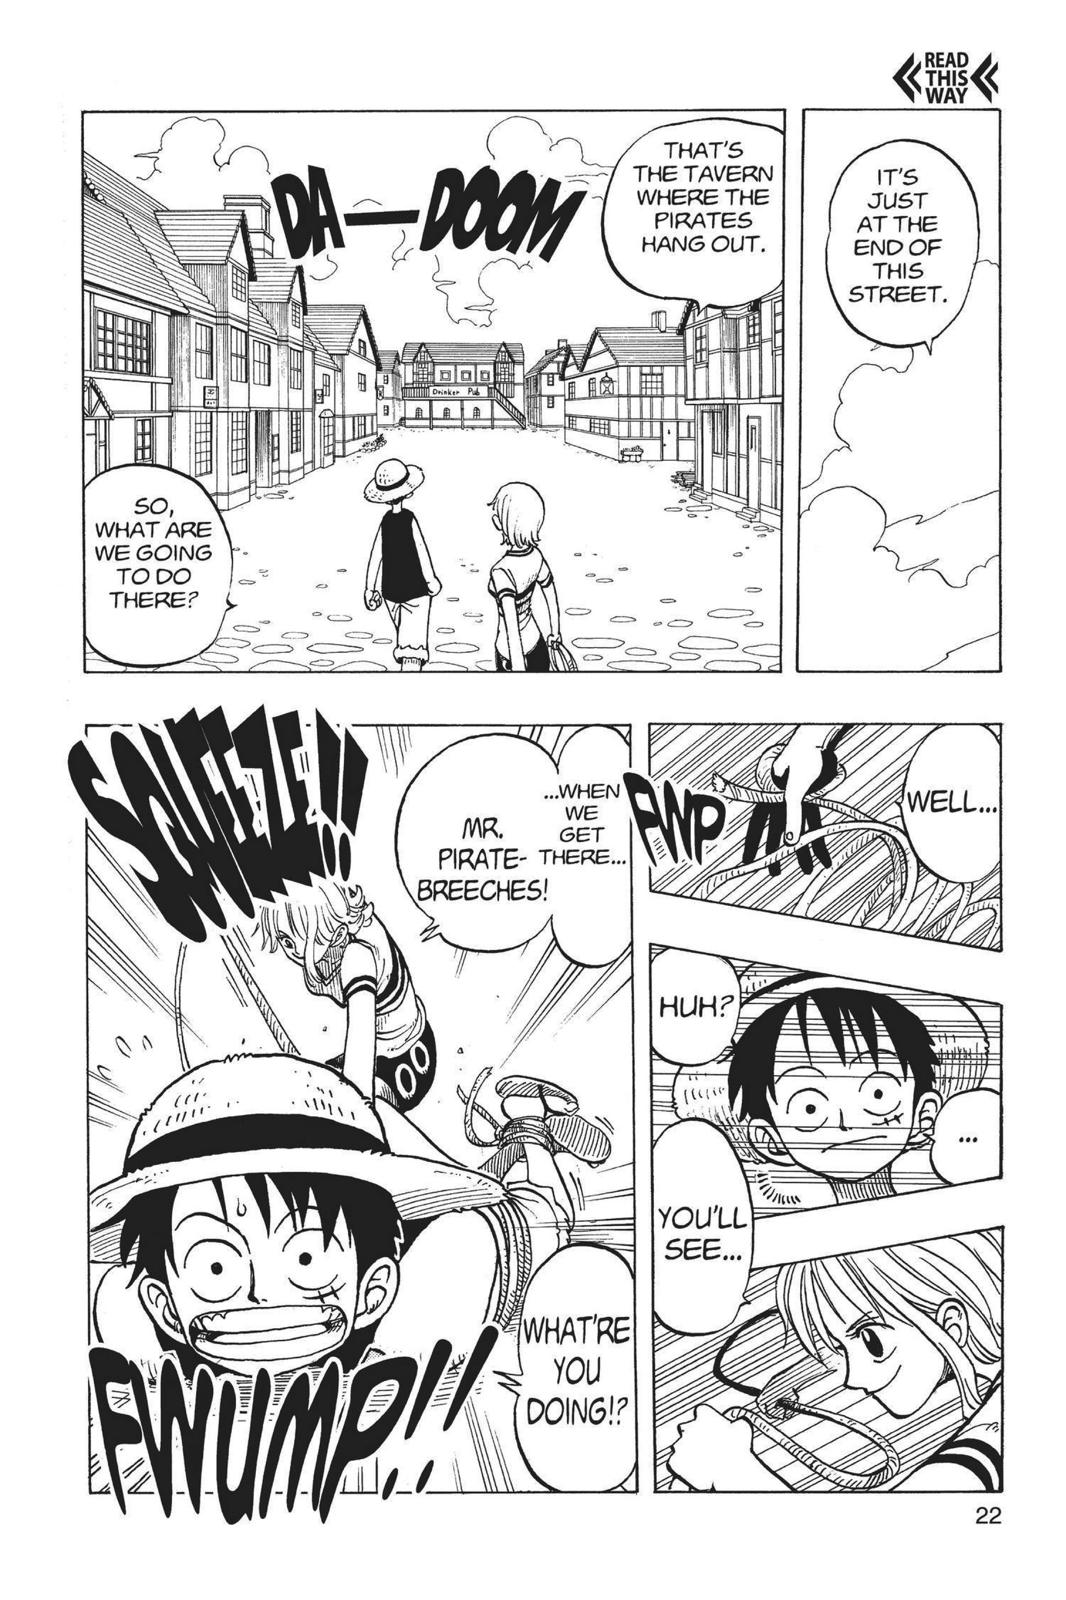 READ
THIS
WAY
IT'S
JUST
AT THE
END OF
THIS
STREET.
THAT'S
THE TAVERN
WHERE THE
PIRATES
HANG OUT.
DA—DOOM
Drinker Pub
SO,
WHAT ARE
WE GOING
TO DO
THERE?
WELL...
FWP
HUH?
...
YOU'LL
SEE...
...WHEN
WE
GET
THERE...
MR.
PIRATE-
BREECHES!
SQUEEZE!!
WHAT'RE
YOU
DOING!?
FWUMP!!
22